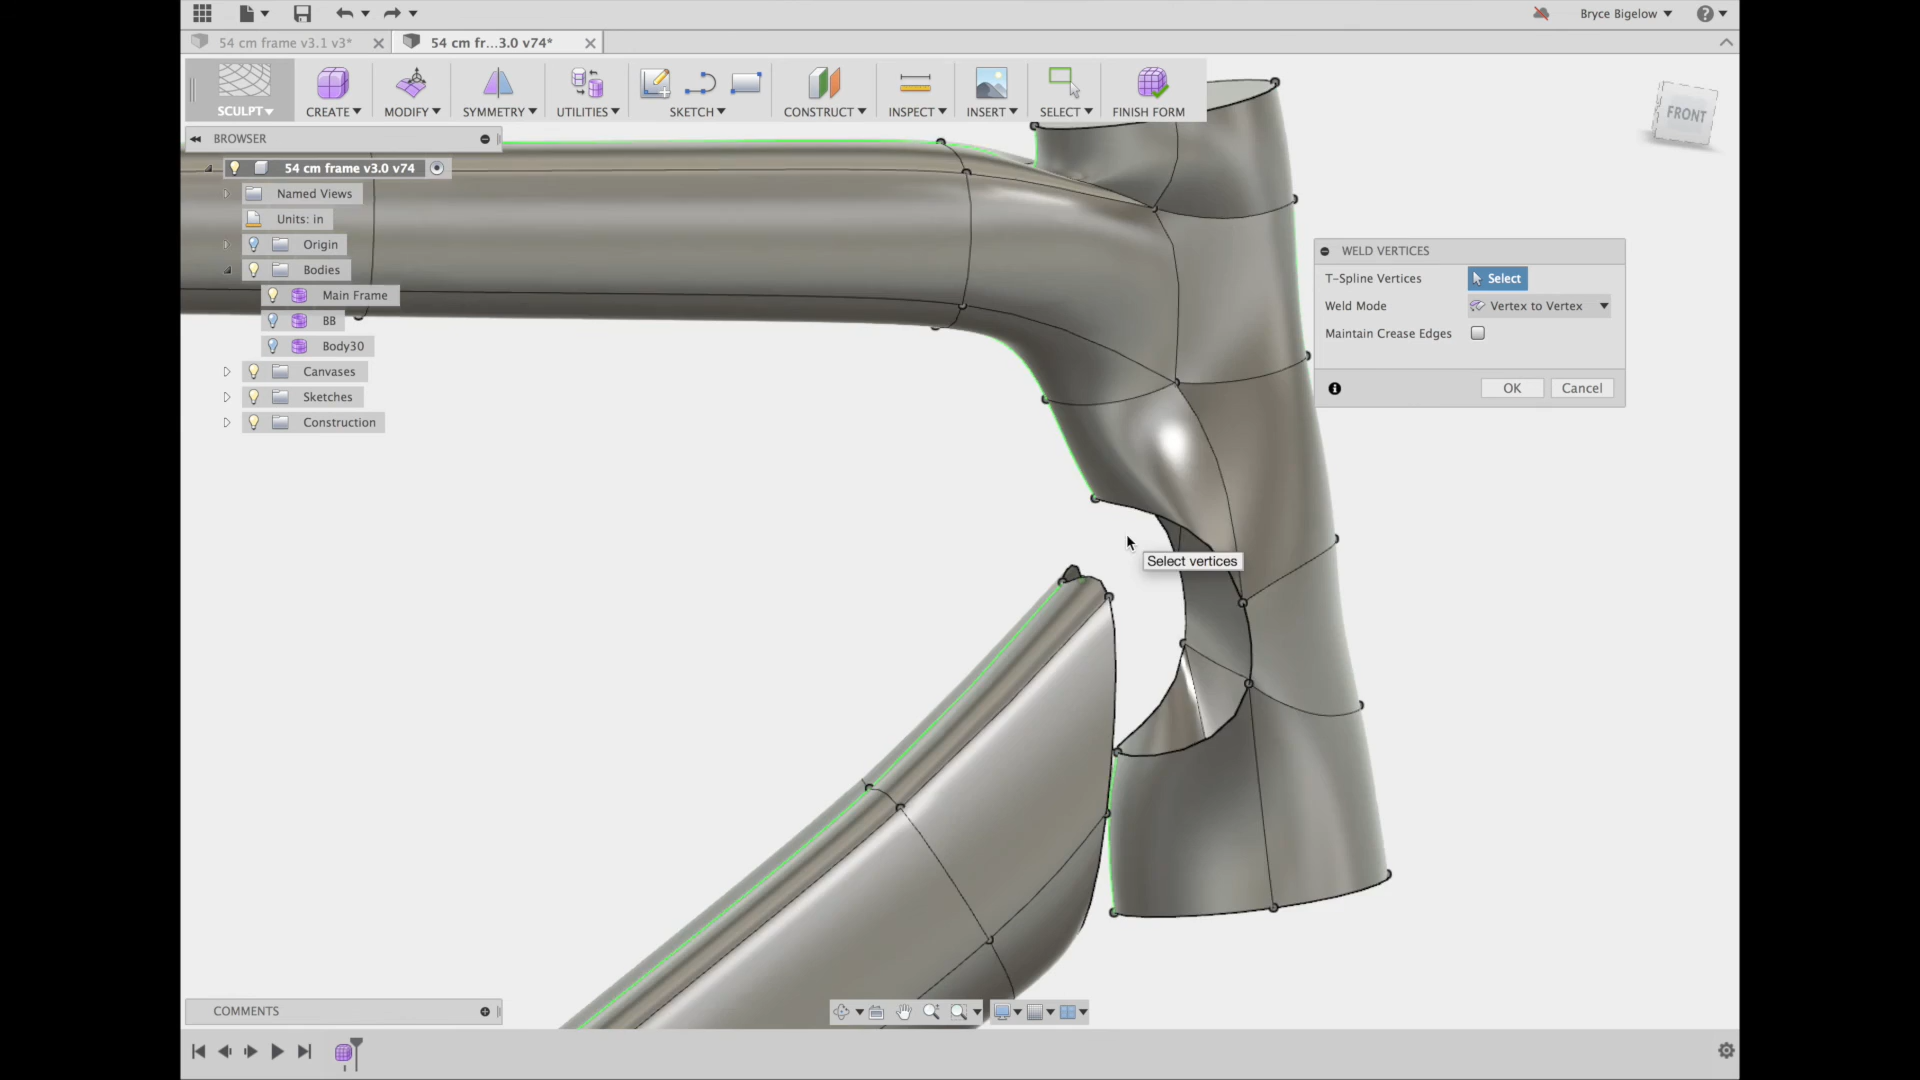 Bryce Bigelow
54 cm frame v3.1 v3*
54 cm fr...3.0 v74*
SCULPT
CREATE
MODIFY
SYMMETRY
UTILITIES
SKETCH
CONSTRUCT
INSPECT
INSERT
SELECT
FINISH FORM
FRONT
BROWSER
54 cm frame v3.0 v74
Named Views
Units: in
Origin
Bodies
Main Frame
BB
Body30
Canvases
Sketches
Construction
WELD VERTICES
T-Spline Vertices
Select
Weld Mode
Vertex to Vertex
Maintain Crease Edges
OK
Cancel
Select vertices
COMMENTS